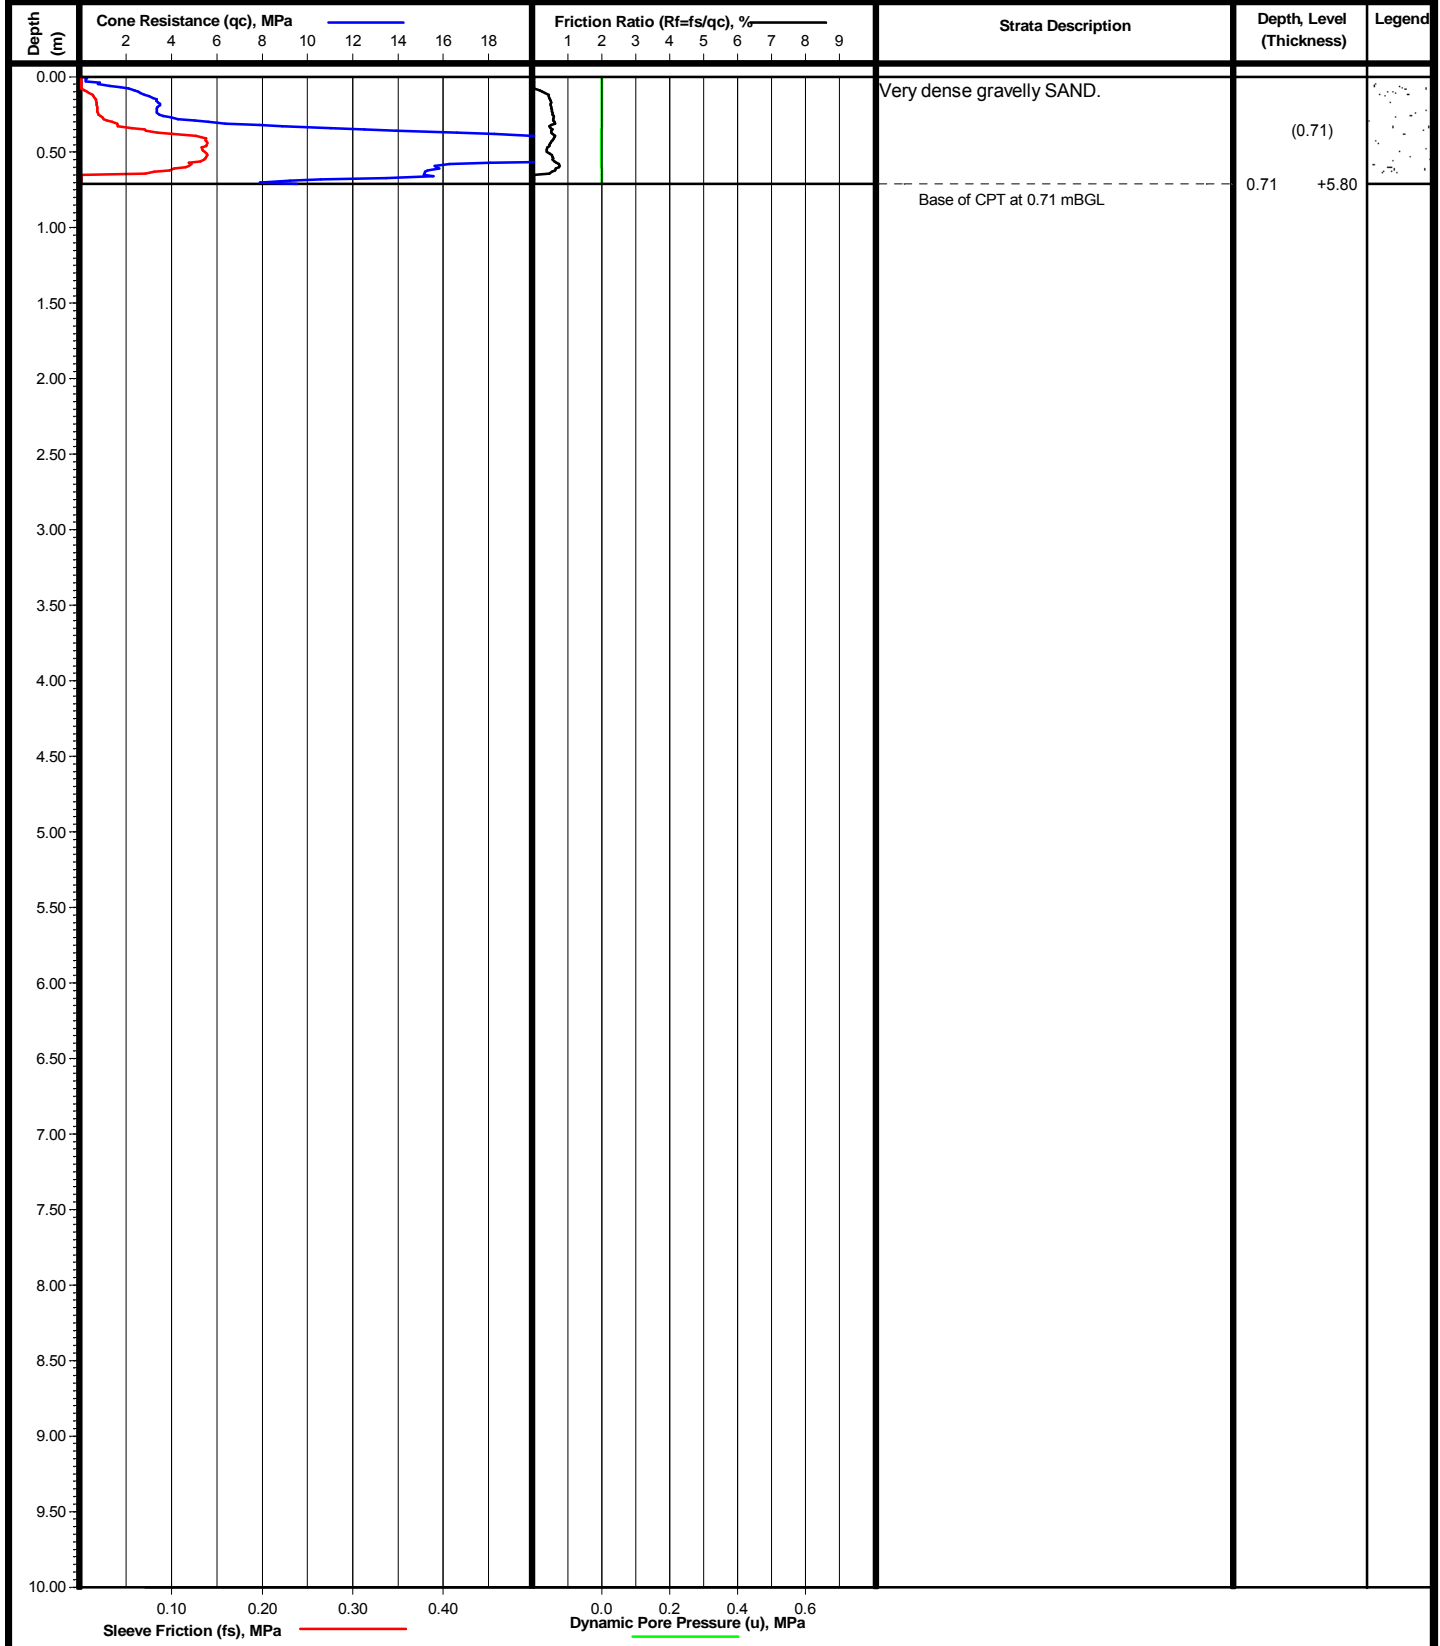 Depth (m)
Cone Resistance (qc), MPa
2 4 6 8 10 12 14 16 18
Friction Ratio (Rf=fs/qc), %
1 2 3 4 5 6 7 8 9
Strata Description
Depth, Level
(Thickness)
Legend
0.00
Very dense gravelly SAND.
(0.71)
0.50
0.71 +5.80
Base of CPT at 0.71 mBGL
1.00
1.50
2.00
2.50
3.00
3.50
4.00
4.50
5.00
5.50
6.00
6.50
7.00
7.50
8.00
8.50
9.00
9.50
10.00
0.10 0.20 0.30 0.40
Sleeve Friction (fs), MPa
0.0 0.2 0.4 0.6
Dynamic Pore Pressure (u), MPa